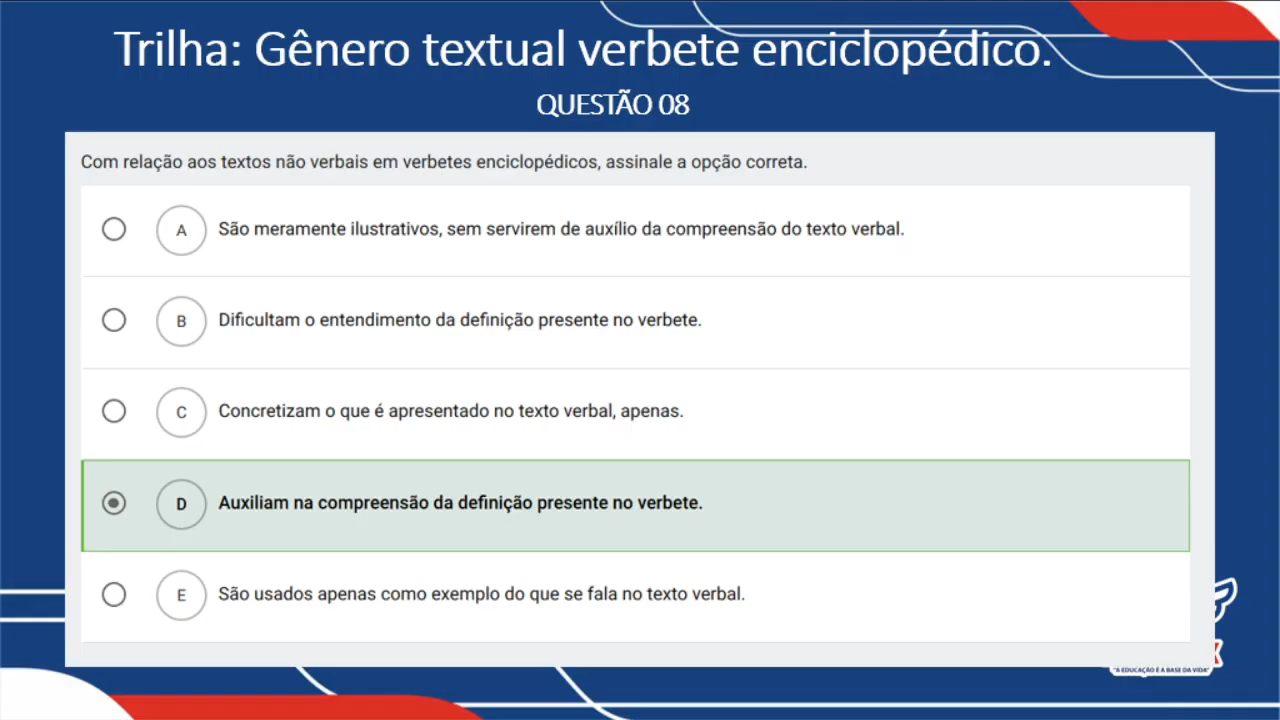 Trilha: Gênero textual verbete enciclopédico.
QUESTÃO 08
Com relação aos textos não verbais em verbetes enciclopédicos, assinale a opção correta.
A São meramente ilustrativos, sem servirem de auxílio da compreensão do texto verbal.
B Dificultam o entendimento da definição presente no verbete.
C Concretizam o que é apresentado no texto verbal, apenas.
D Auxiliam na compreensão da definição presente no verbete.
E São usados apenas como exemplo do que se fala no texto verbal.
"A EDUCAÇÃO É A BASE DA VIDA"